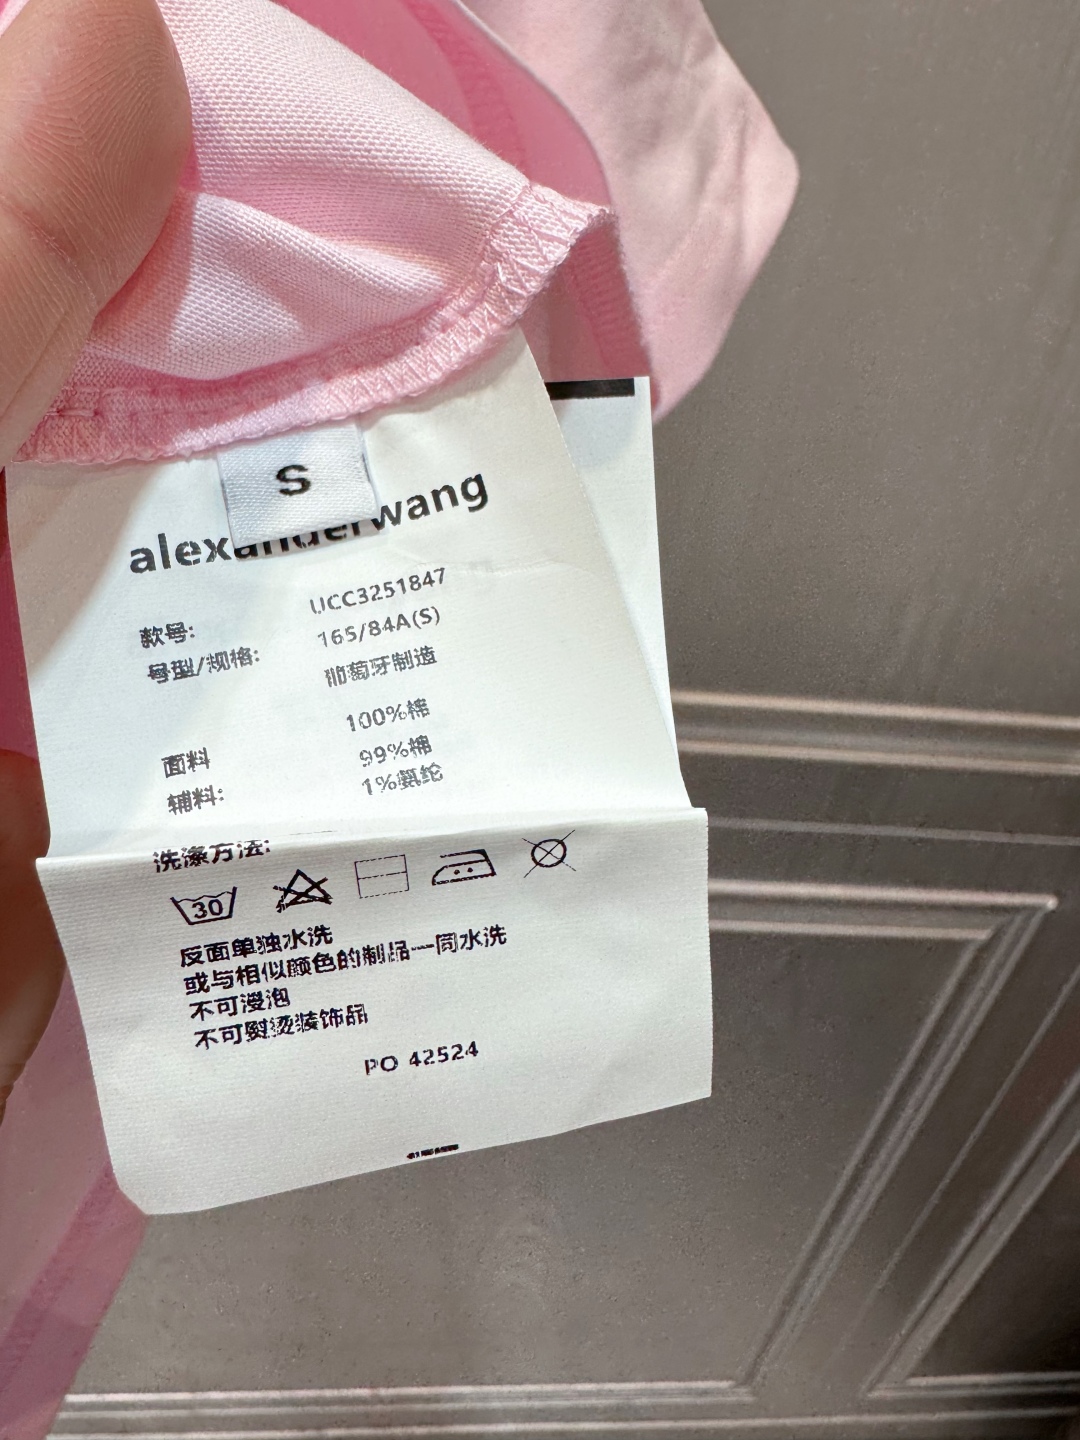 S
alexanderwang
款号: UCC3251847
号型/规格: 165/84A(S)
葡萄牙制造
100%棉
面料 99%棉
辅料: 1%氨纶
洗涤方法:
30
反面单独水洗
或与相似颜色的制品一同水洗
不可浸泡
不可熨烫装饰品
PO 42524